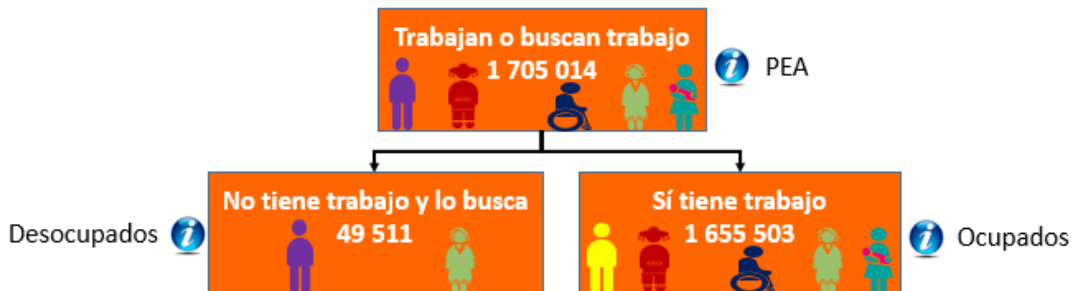 Trabajan o buscan trabajo
1 705 014
PEA
No tiene trabajo y lo busca
49 511
Desocupados
Sí tiene trabajo
1 655 503
Ocupados